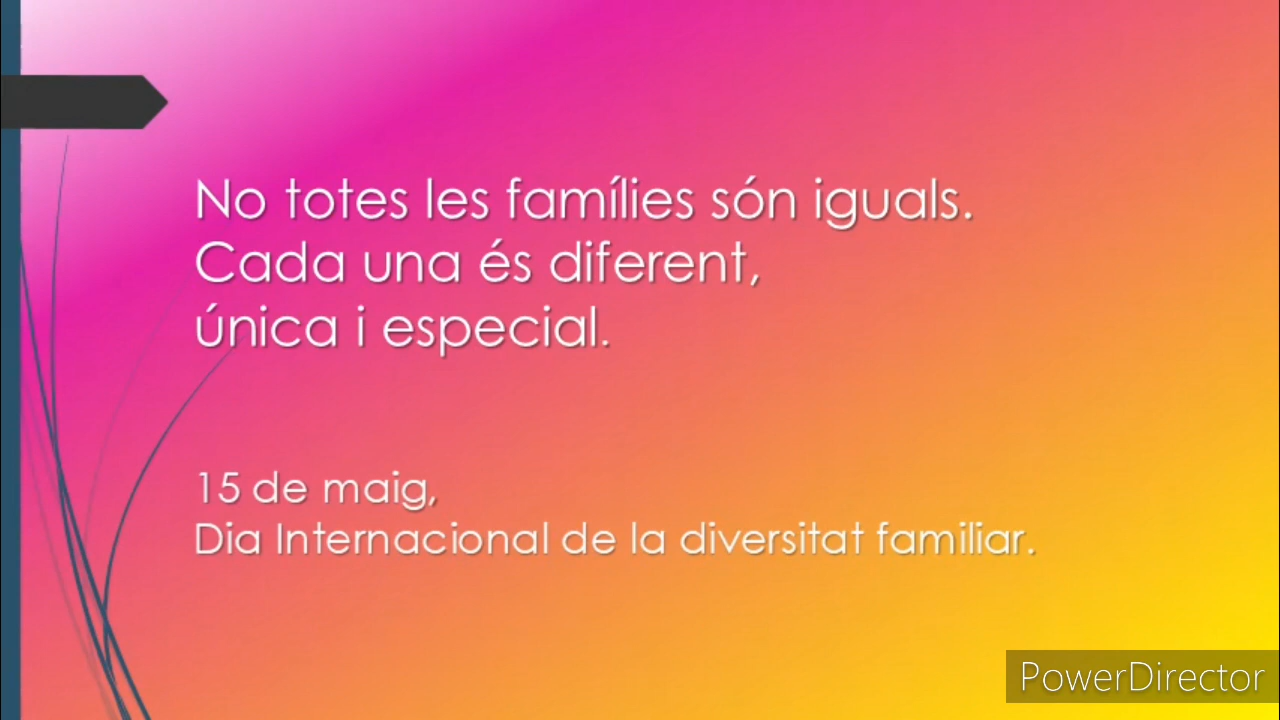 No totes les famílies són iguals.
Cada una és diferent,
única i especial.
15 de maig,
Dia Internacional de la diversitat familiar.
PowerDirector